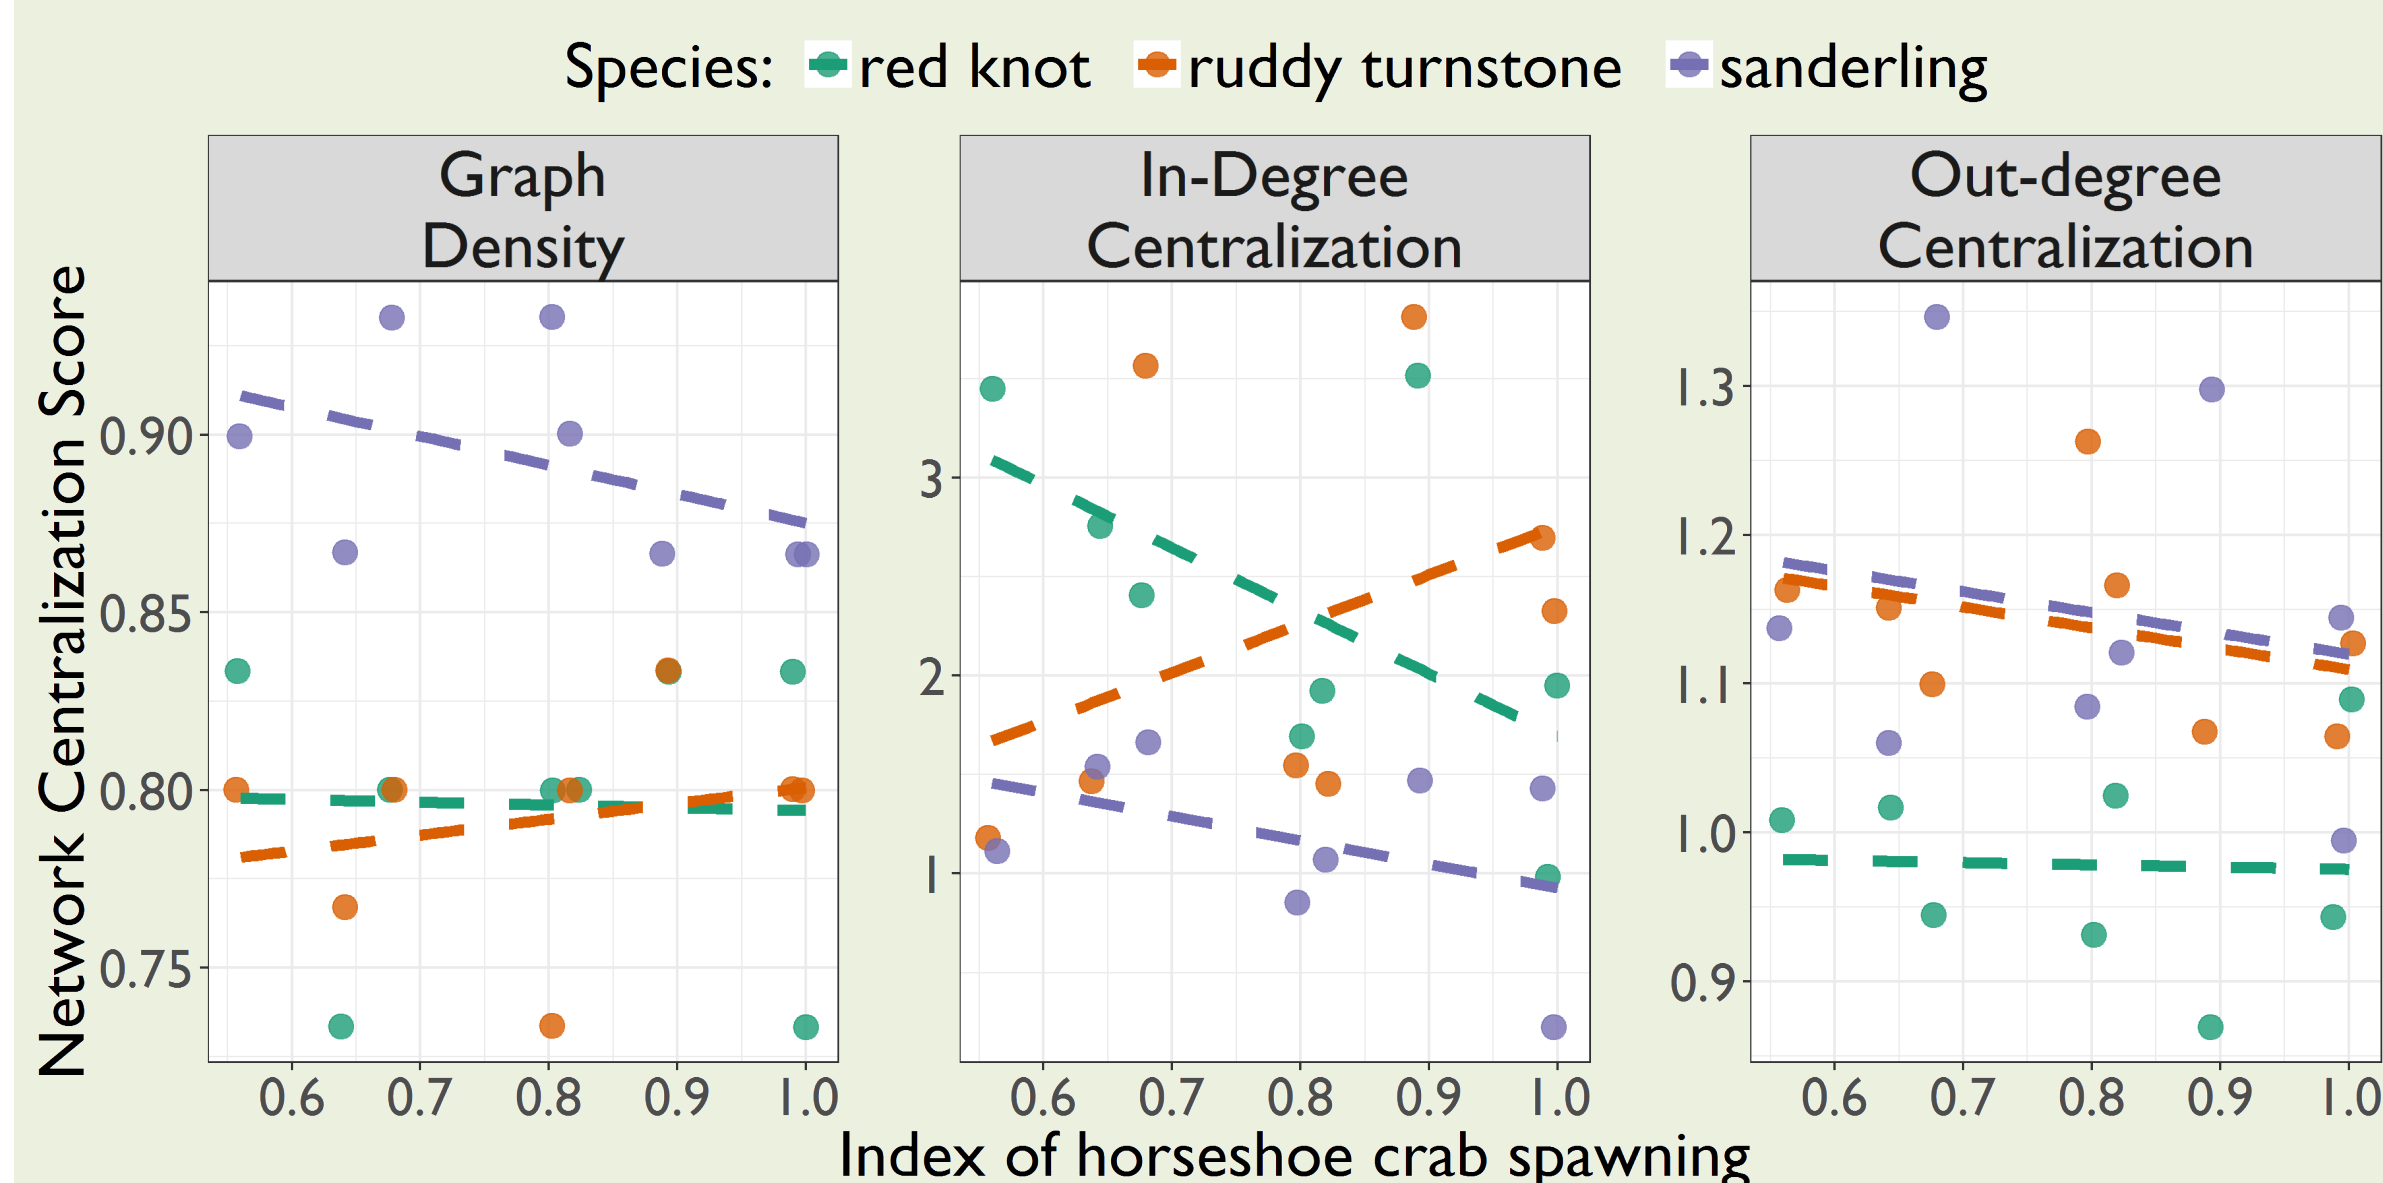 Species: red knot ruddy turnstone sanderling
Graph
Density
In-Degree
Centralization
Out-degree
Centralization
Network Centralization Score
0.90
0.85
0.80
0.75
3
2
1
1.3
1.2
1.1
1.0
0.9
0.6 0.7 0.8 0.9 1.0
0.6 0.7 0.8 0.9 1.0
0.6 0.7 0.8 0.9 1.0
Index of horseshoe crab spawning